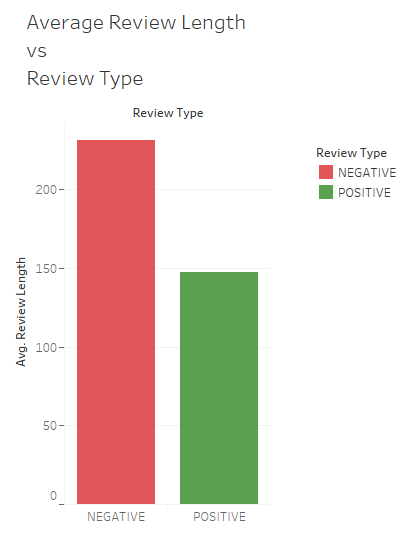 Average Review Length
vs
Review Type
Review Type
Avg. Review Length
200
150
100
50
0
NEGATIVE
POSITIVE
Review Type
NEGATIVE
POSITIVE